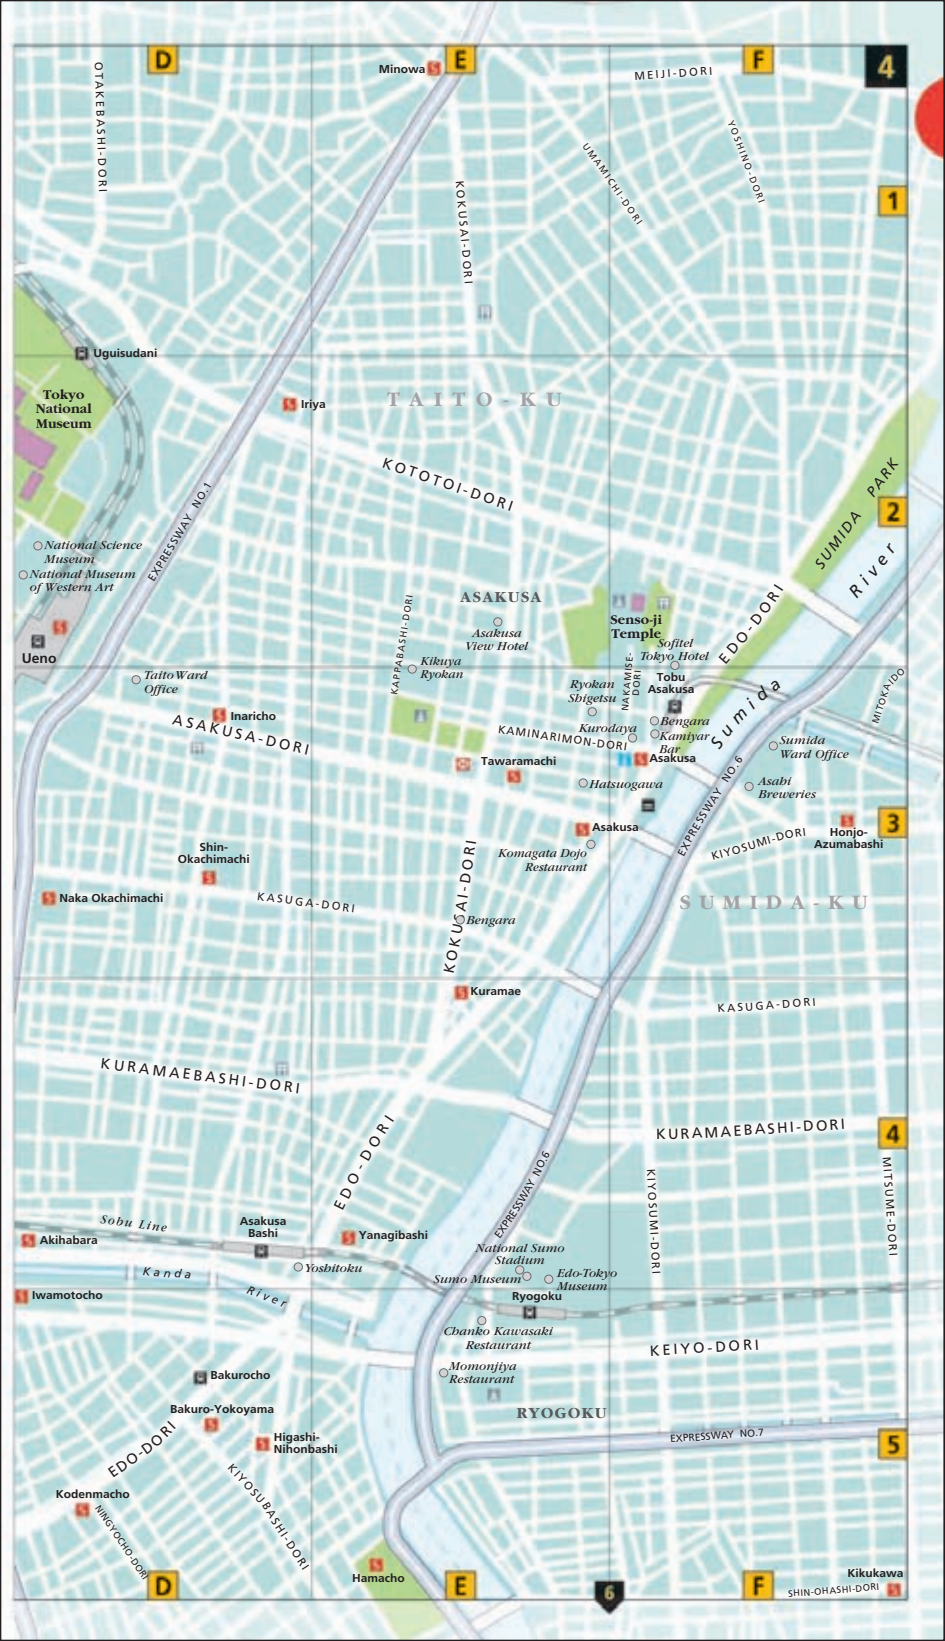 D
E
F
4
Minowa
S
MEIJI-DORI
OTAKEBASHI-DORI
YOSHINO-DORI
UMAMICHI-DORI
KOKUSAI-DORI
1
Uguisudani
Tokyo
National
Museum
Iriya
S
TAITO-KU
KOTOTOI-DORI
SUMIDA PARK
2
EXPRESSWAY NO.1
National Science
Museum
National Museum
of Western Art
River
ASAKUSA
Asakusa
View Hotel
Senso-ji
Temple
EDO-DORI
KAPPABASHI-DORI
S
Ueno
Sofitel
Tokyo Hotel
Kikuya
Ryokan
NAKAMISE-
DORI
Taito Ward
Office
Tobu
Asakusa
Ryokan
Shigetsu
MITOKAIDO
Sumida
S
Inaricho
ASAKUSA-DORI
Bengara
Kurodaya
Kamiyar
Bar
KAMINARIMON-DORI
Sumida
Ward Office
Tawaramachi
S
S
Asakusa
EXPRESSWAY NO.6
Hatsuogawa
Asahi
Breweries
S
Asakusa
S
Honjo-
Azumabashi
3
KIYOSUMI-DORI
Komagata Dojo
Restaurant
Shin-
Okachimachi
S
S
Naka Okachimachi
KASUGA-DORI
KOKUSAI-DORI
SUMIDA-KU
Bengara
S
Kuramae
KASUGA-DORI
KURAMAEBASHI-DORI
KURAMAEBASHI-DORI
4
EDO-DORI
EXPRESSWAY NO.6
KIYOSUMI-DORI
MITSUME-DORI
Sobu Line
Asakusa
Bashi
S
Yanagibashi
S
Akihabara
National Sumo
Stadium
Yoshitoku
Kanda
Sumo Museum
Edo-Tokyo
Museum
River
S
Iwamotocho
Ryogoku
Chanko Kawasaki
Restaurant
KEIYO-DORI
Momonjiya
Restaurant
Bakurocho
Bakuro-Yokoyama
S
RYOGOKU
S
Higashi-
Nihonbashi
EXPRESSWAY NO.7
5
EDO-DORI
KIYOSUBASHI-DORI
Kodenmacho
S
NINGYOCHO-DORI
S
Hamacho
Kikukawa
S
SHIN-OHASHI-DORI
D
E
6
F